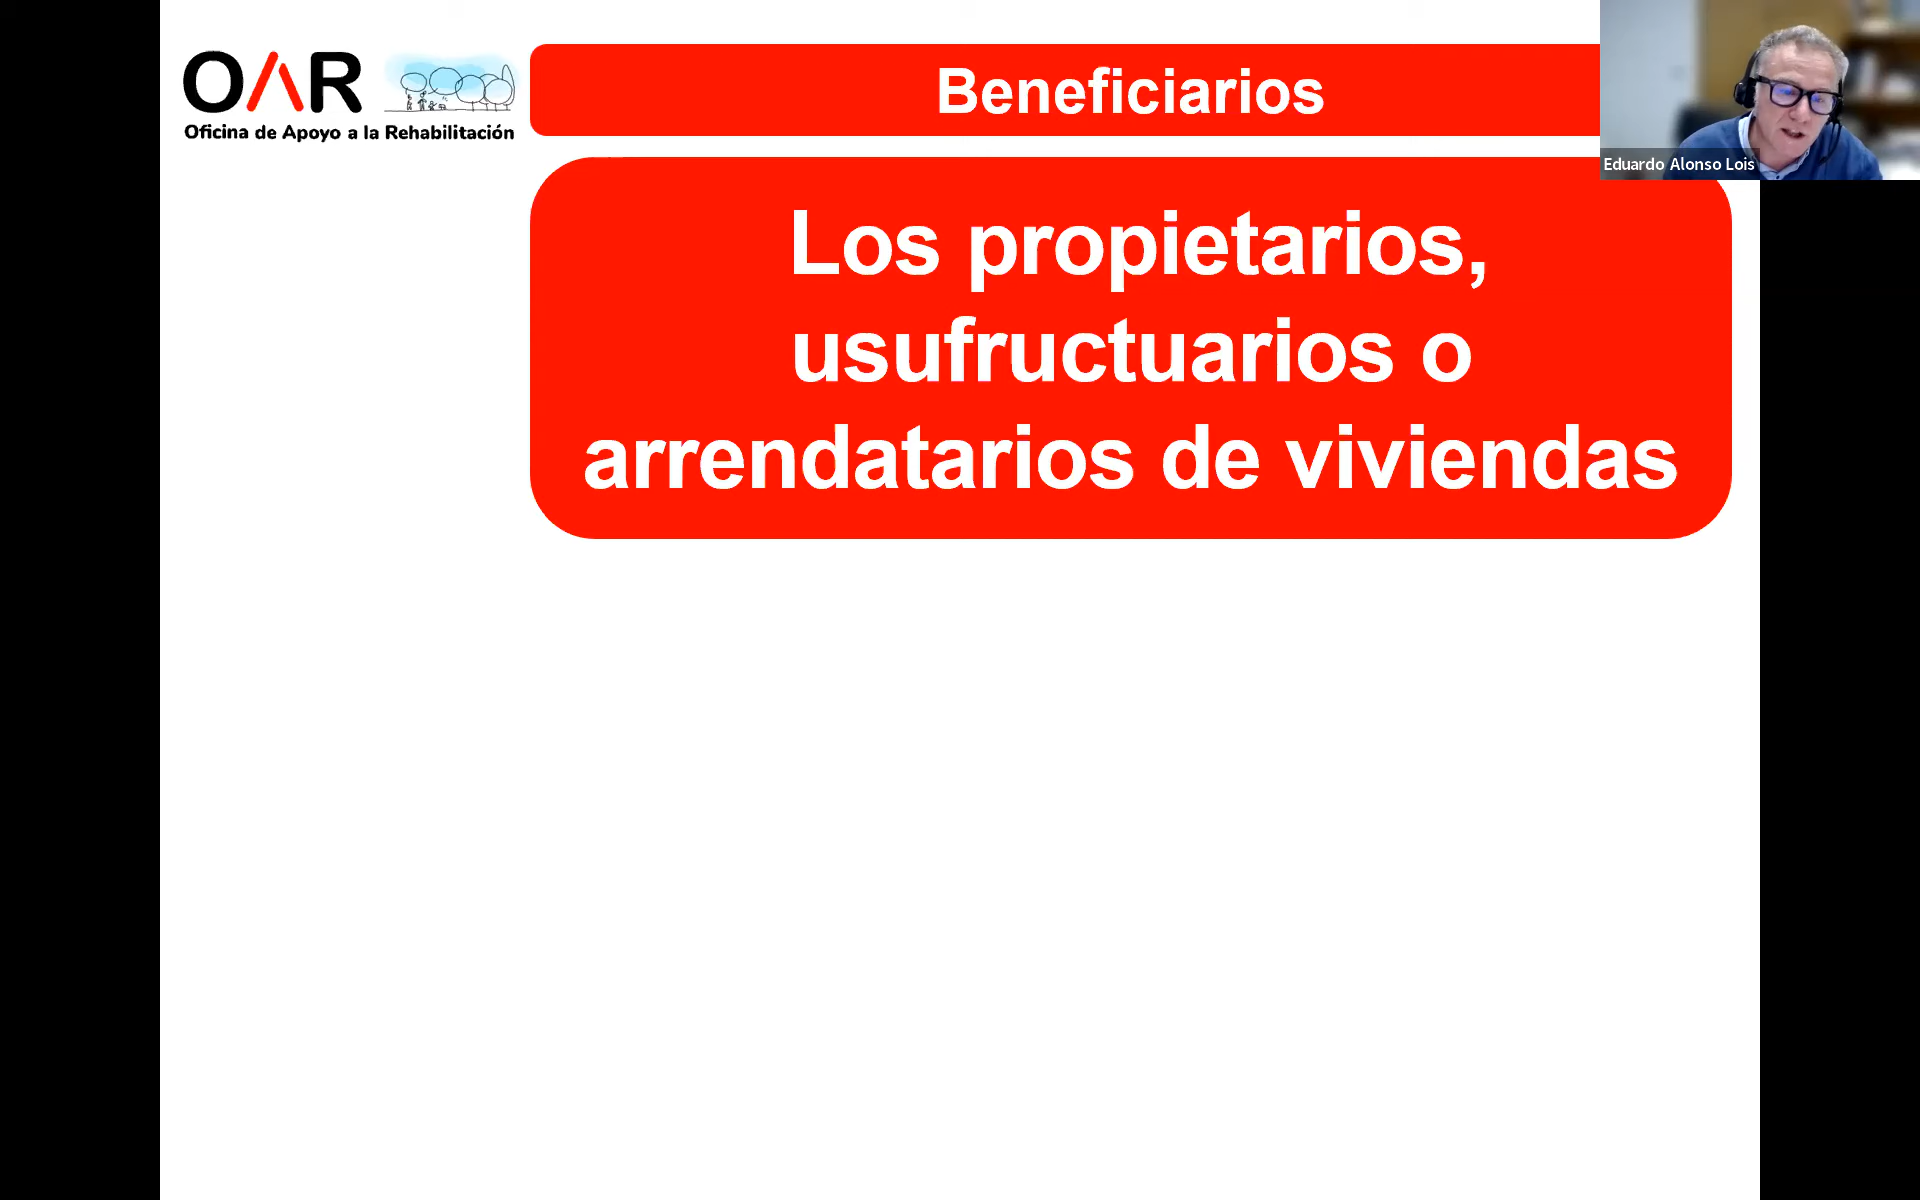 OAR
Oficina de Apoyo a la Rehabilitación
Beneficiarios
Eduardo Alonso Lois
Los propietarios,
usufructuarios o
arrendatarios de viviendas